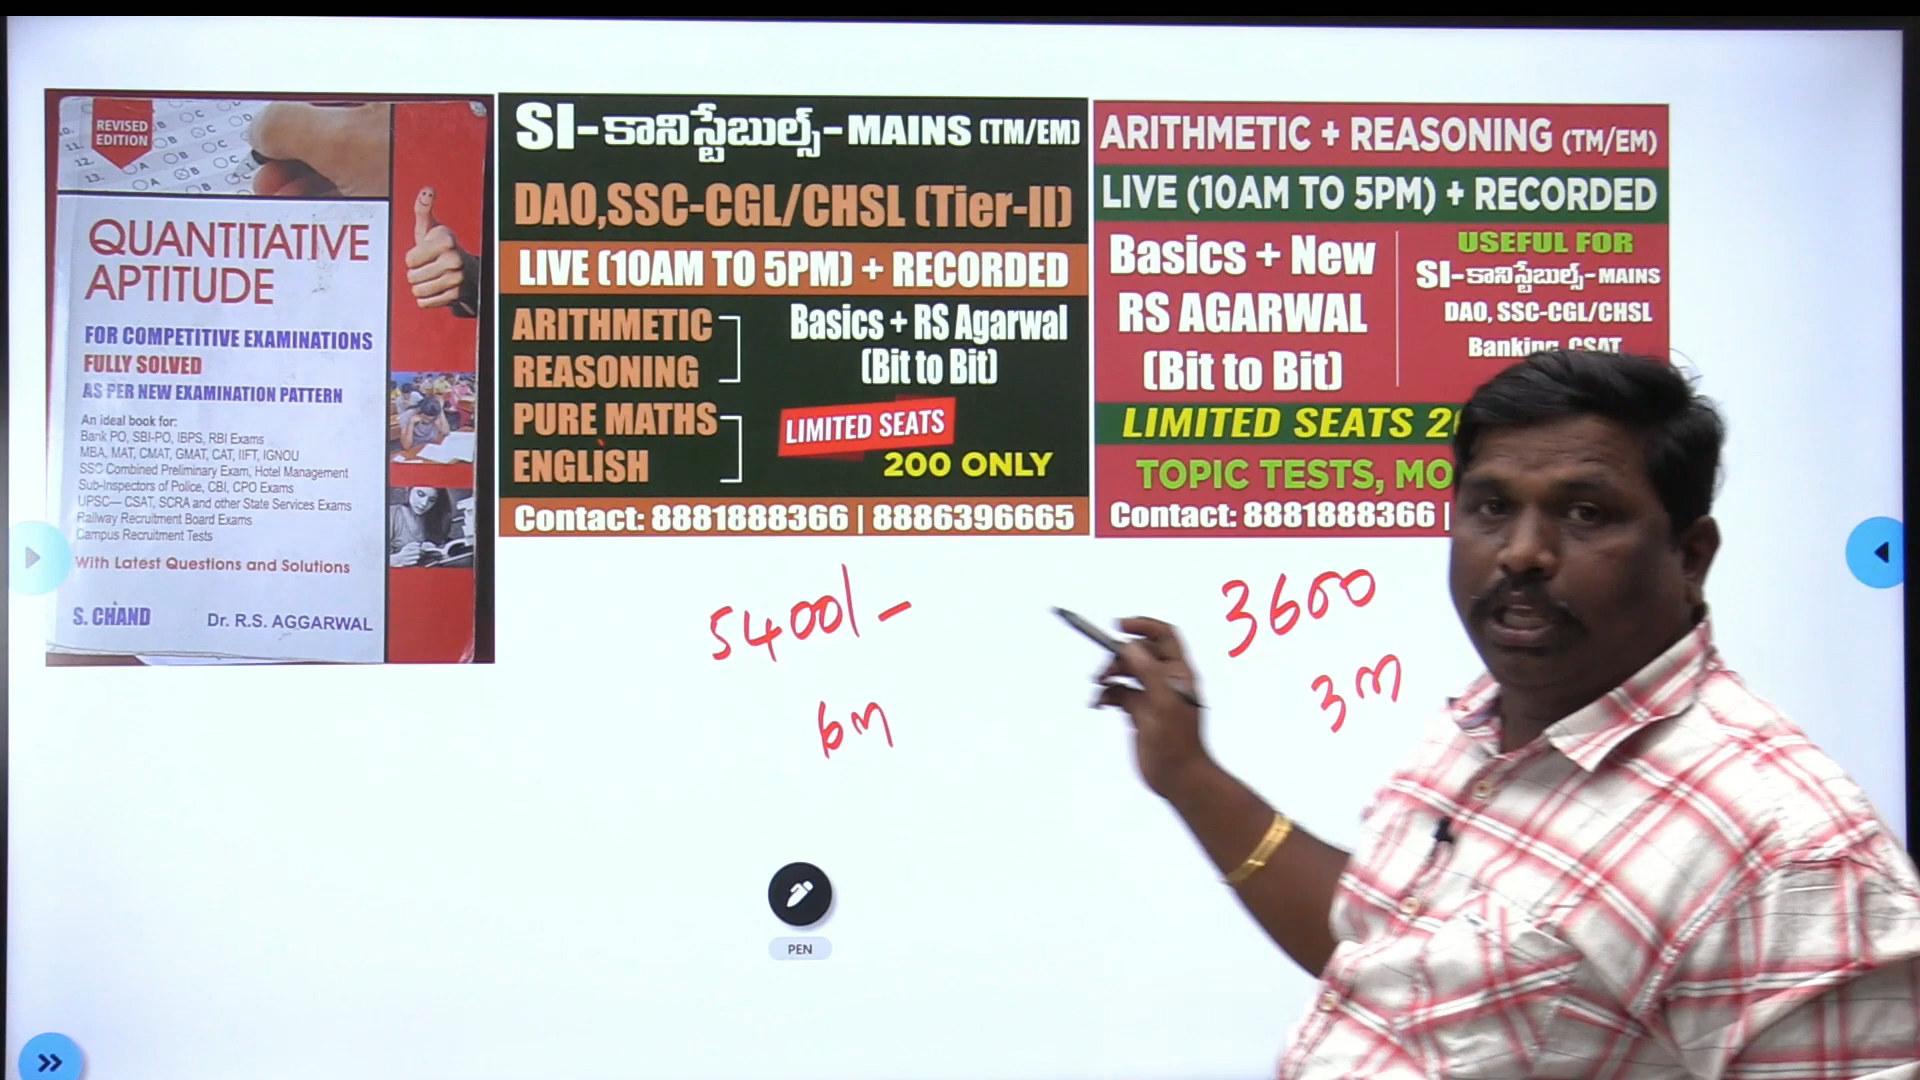 REVISED
EDITION
QUANTITATIVE
APTITUDE
FOR COMPETITIVE EXAMINATIONS
FULLY SOLVED
AS PER NEW EXAMINATION PATTERN
An ideal book for:
Bank PO, SBI-PO, IBPS, RBI Exams
MBA, MAT, CMAT, GMAT, CAT, IIFT, IGNOU
SSC Combined Preliminary Exam, Hotel Management
Sub-Inspectors of Police, CBI, CPO Exams
UPSC— CSAT, SCRA and other State Services Exams
Railway Recruitment Board Exams
Campus Recruitment Tests
With Latest Questions and Solutions
S. CHAND Dr. R.S. AGGARWAL
SI-కానిస్టేబుల్స్-MAINS (TM/EM)
DAO,SSC-CGL/CHSL (Tier-II)
LIVE (10AM TO 5PM) + RECORDED
ARITHMETIC
REASONING
Basics + RS Agarwal
(Bit to Bit)
PURE MATHS
ENGLISH
LIMITED SEATS
200 ONLY
Contact: 8881888366 | 8886396665
ARITHMETIC + REASONING (TM/EM)
LIVE (10AM TO 5PM) + RECORDED
Basics + New
RS AGARWAL
(Bit to Bit)
USEFUL FOR
SI-కానిస్టేబుల్స్-MAINS
DAO, SSC-CGL/CHSL
Banking, CSAT
LIMITED SEATS
TOPIC TESTS,
Contact: 8881888366 |
5400/-
6m
3600
3m
PEN